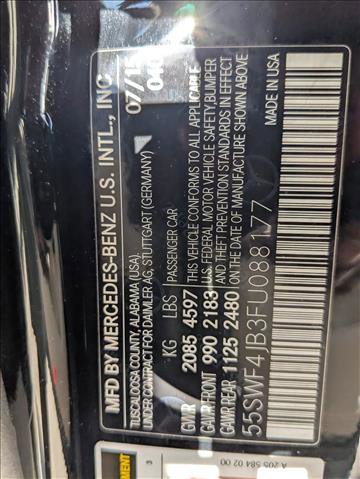 MFD BY MERCEDES-BENZ U.S. INTL., INC.
07/15
TUSCALOOSA COUNTY, ALABAMA (USA),
UNDER CONTRACT FOR DAIMLER AG, STUTTGART (GERMANY)
PASSENGER CAR
KG LBS
GVWR 2085 4597
GAWR FRONT 990 2183
GAWR REAR 1125 2480
THIS VEHICLE CONFORMS TO ALL APPLICABLE
U.S. FEDERAL MOTOR VEHICLE SAFETY, BUMPER
AND THEFT PREVENTION STANDARDS IN EFFECT
ON DATE OF MANUFACTURE SHOWN ABOVE
55SWF4JB3FU088177
MADE IN USA
3
A 205 584 02 00